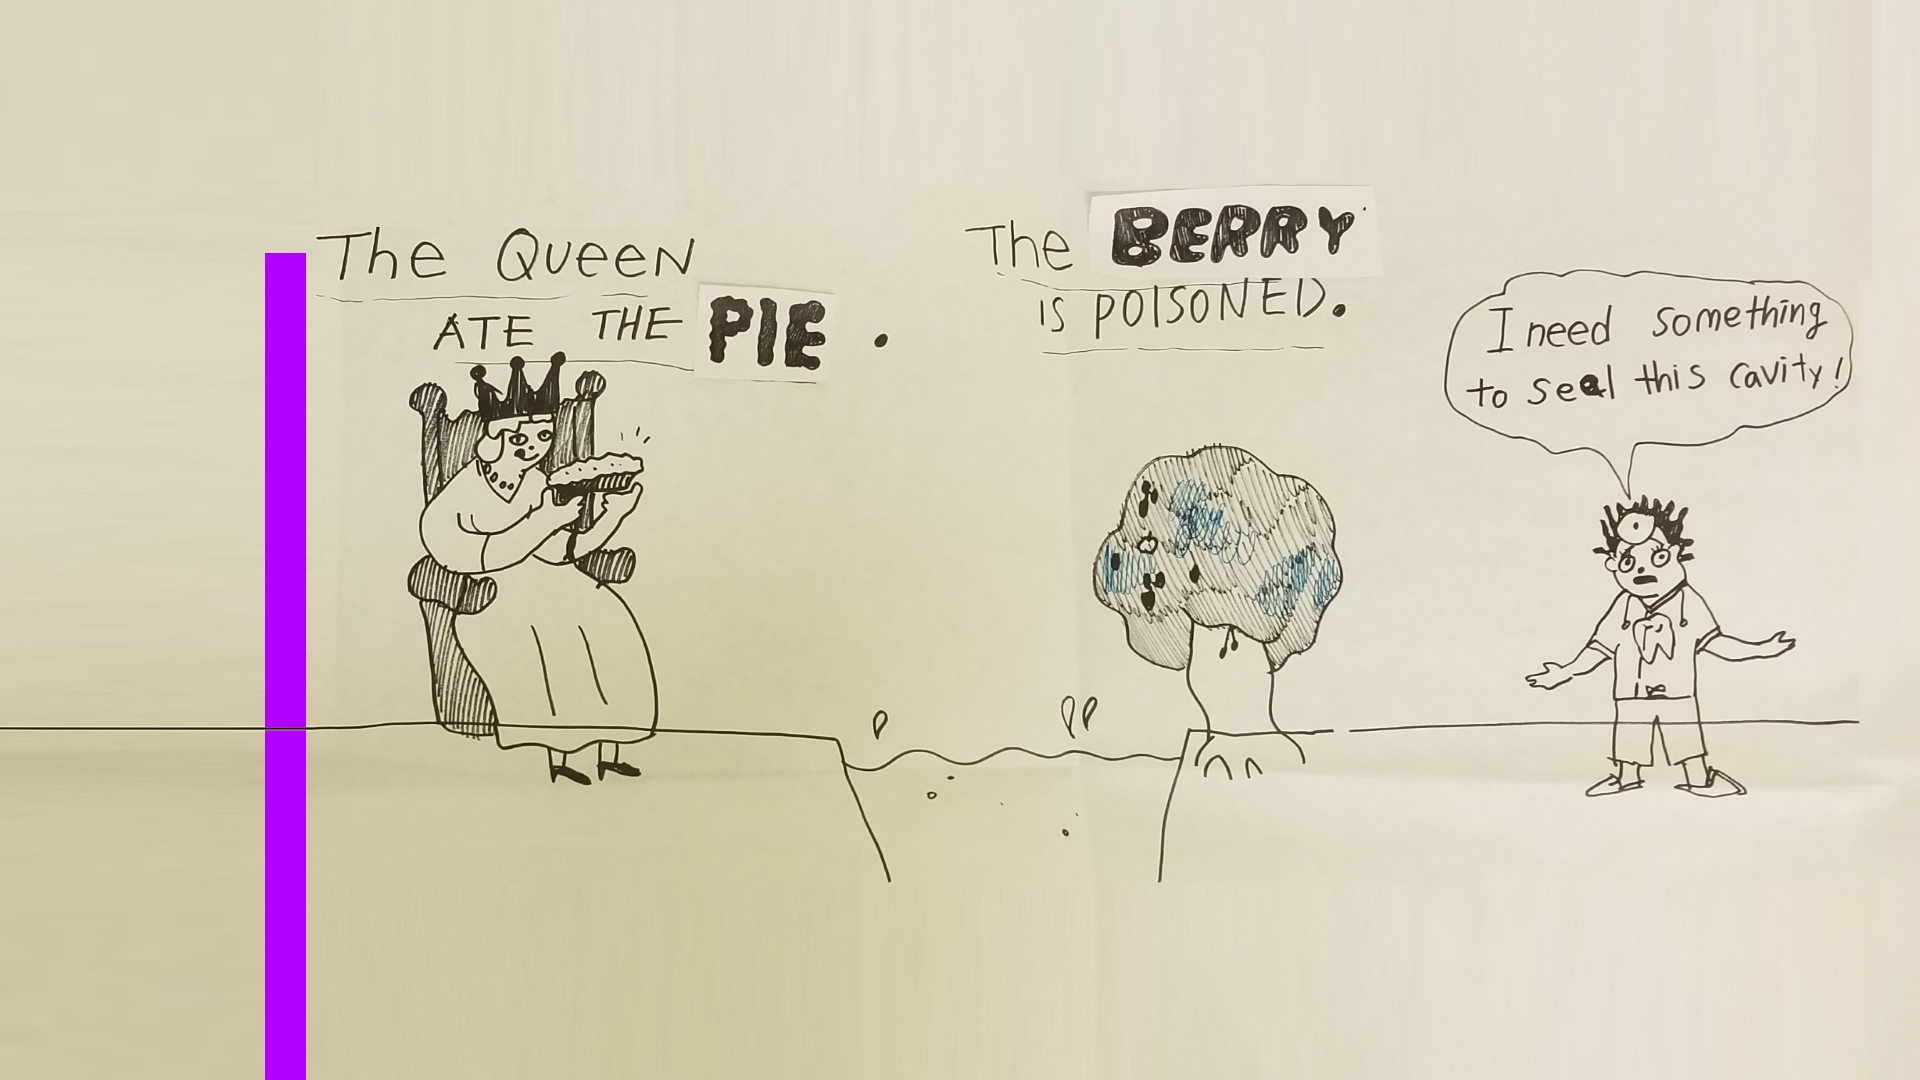 The Queen
ATE THE PIE.
The BERRY
IS POISONED.
I need something
to seal this cavity!